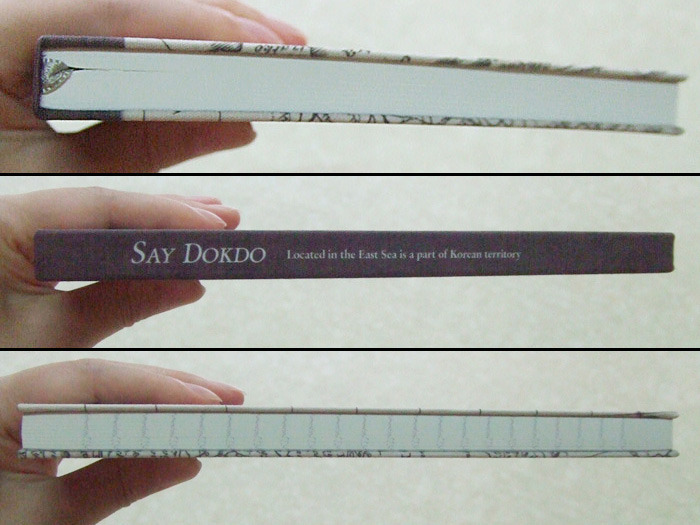 SAY DOKDO Located in the East Sea is a part of Korean territory